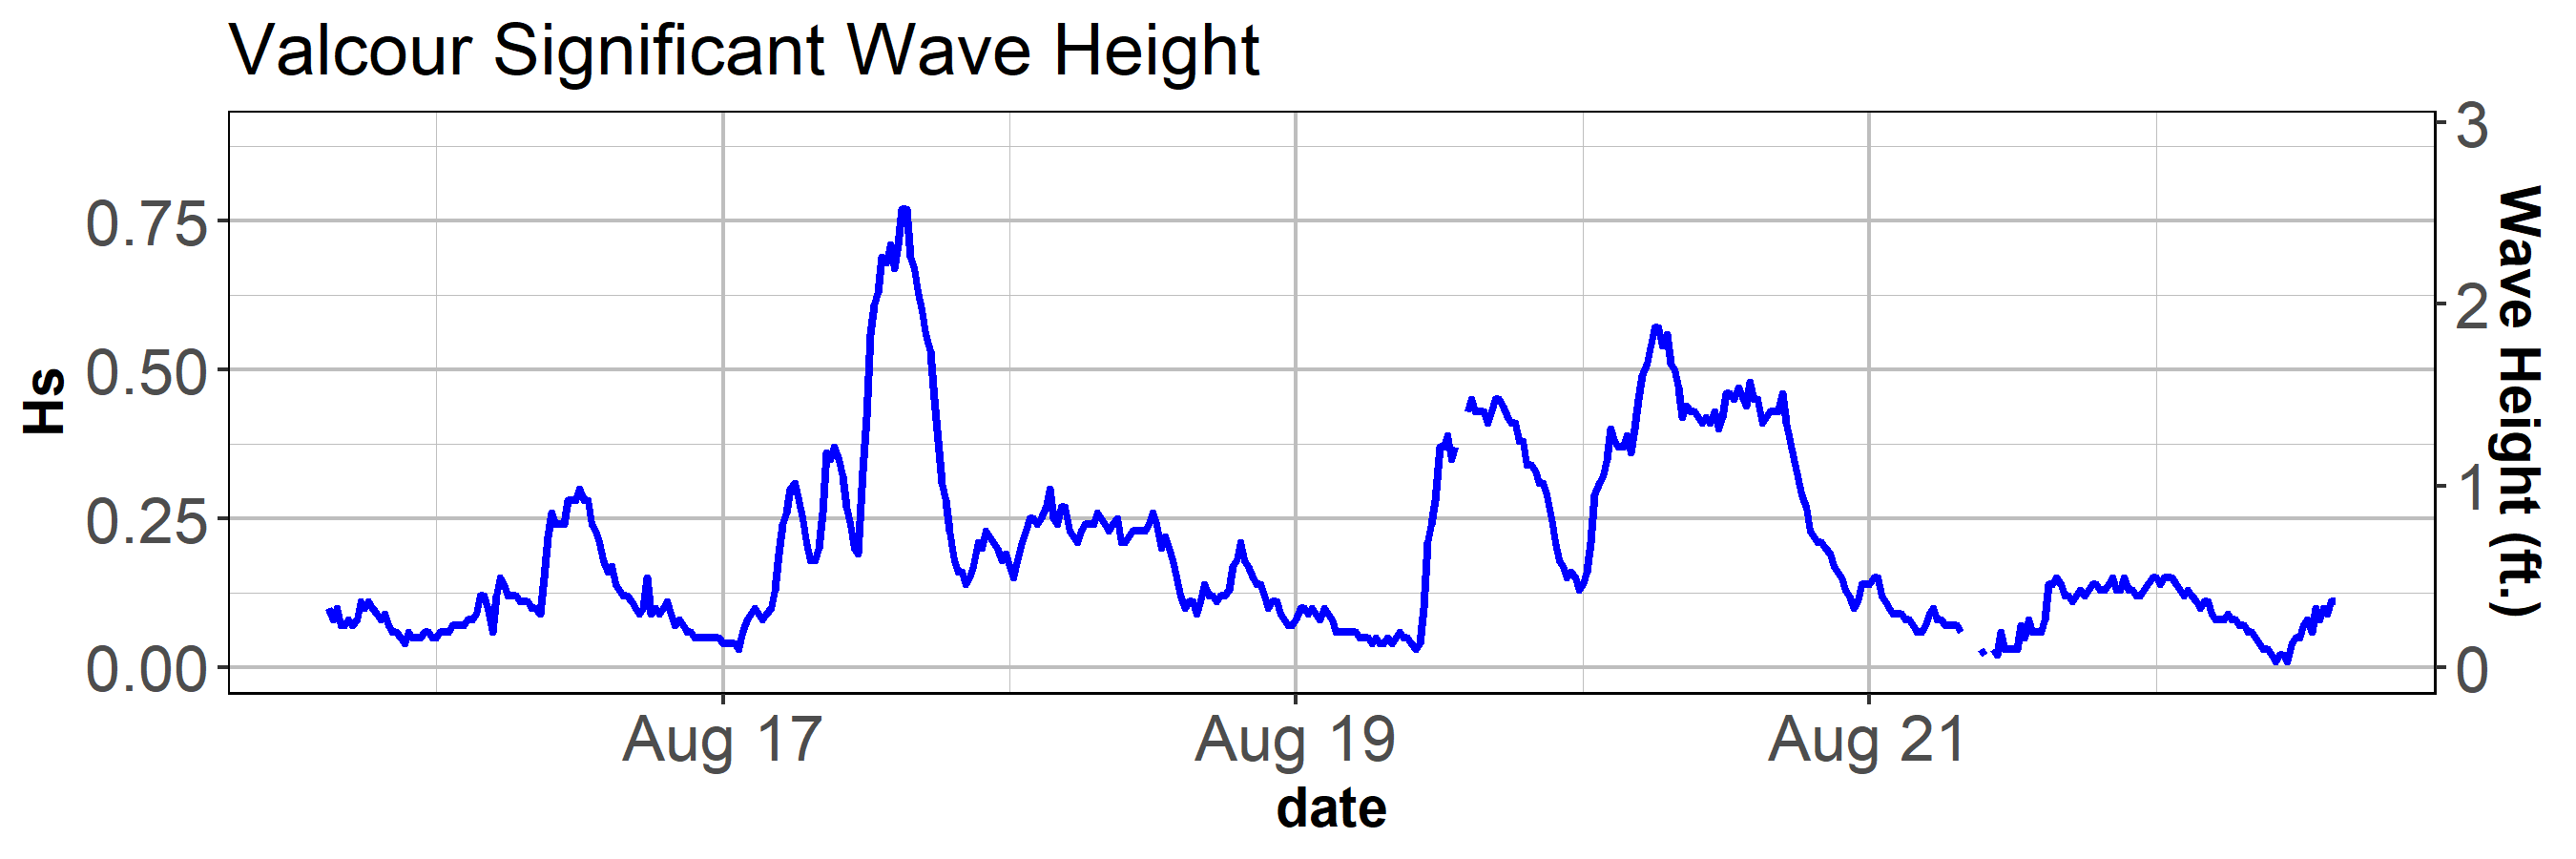 Valcour Significant Wave Height
Hs
0.75
0.50
0.25
0.00
3
2
1
0
Wave Height (ft.)
Aug 17
Aug 19
Aug 21
date